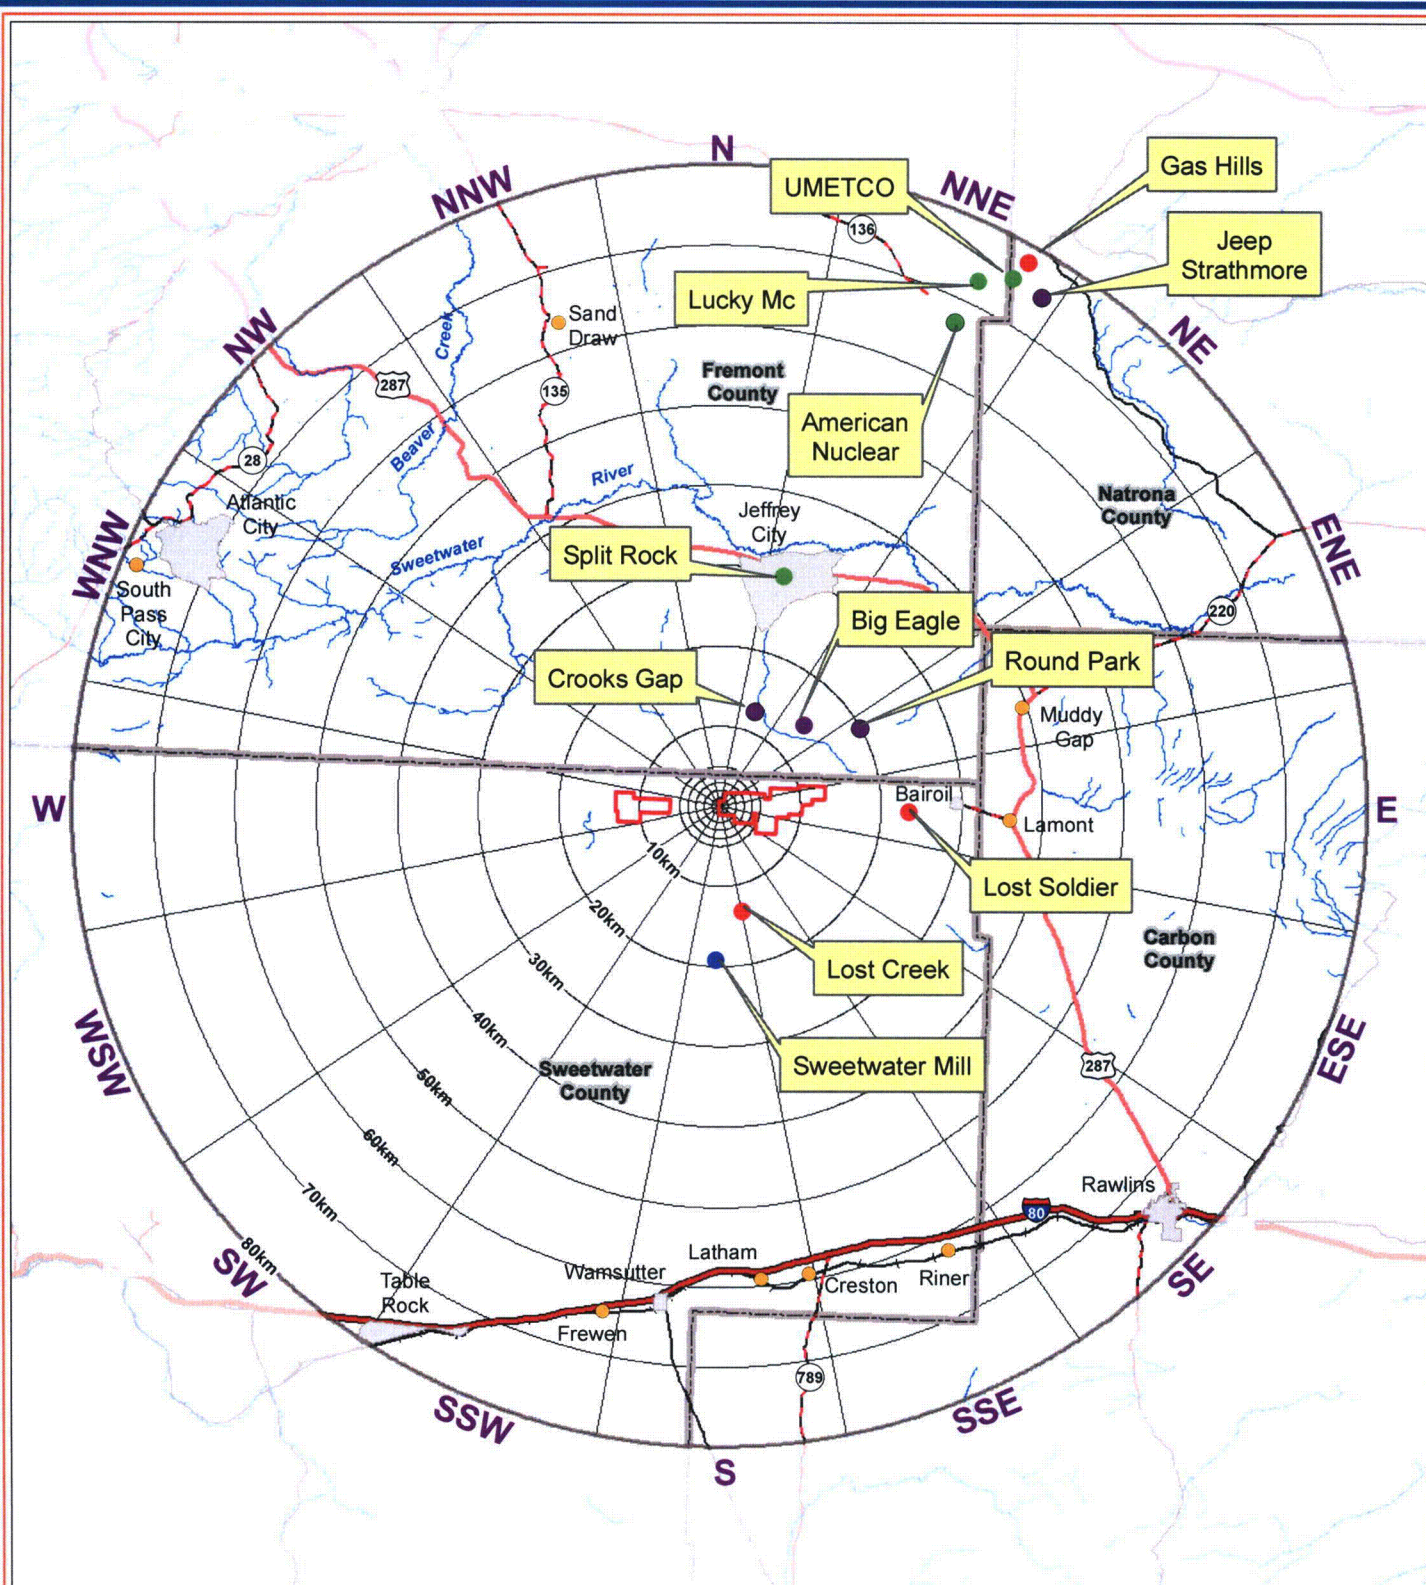 N
NNW
NNE
UMETCO
Gas Hills
136
Jeep
Strathmore
Lucky Mc
Sand
Draw
Creek
NW
NE
287
135
Fremont
County
American
Nuclear
Beaver
28
River
Atlantic
City
Jeffrey
City
Natrona
County
WNW
ENE
Sweetwater
Split Rock
South
Pass
City
Big Eagle
220
Crooks Gap
Round Park
Muddy
Gap
W
Bairoil
E
Lamont
10km
Lost Soldier
20km
Lost Creek
30km
Carbon
County
40km
WSW
ESE
Sweetwater
County
Sweetwater Mill
287
50km
60km
Rawlins
70km
80
80km
SW
SE
Table
Rock
Wamsutter
Latham
Creston
Riner
Frewen
789
SSW
SSE
S